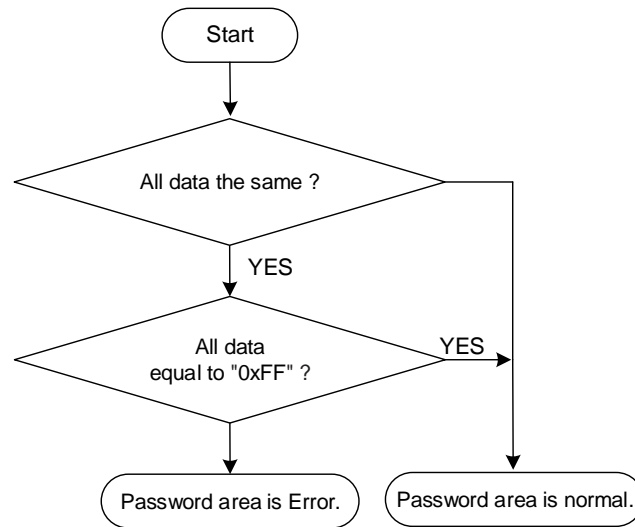 Start
All data the same ?
YES
All data
equal to "0xFF" ?
YES
Password area is Error.
Password area is normal.